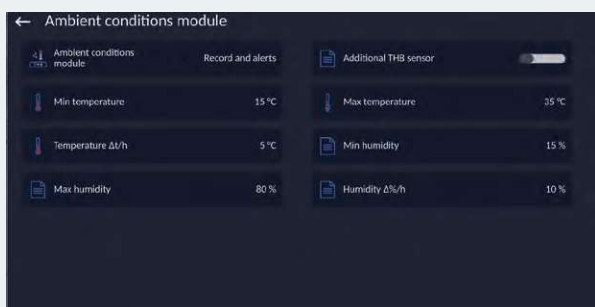 ← Ambient conditions module
Ambient conditions
module
Record and alerts
Additional THB sensor
Min temperature
15 °C
Max temperature
35 °C
Temperature Δt/h
5 °C
Min humidity
15 %
Max humidity
80 %
Humidity Δ%/h
10 %